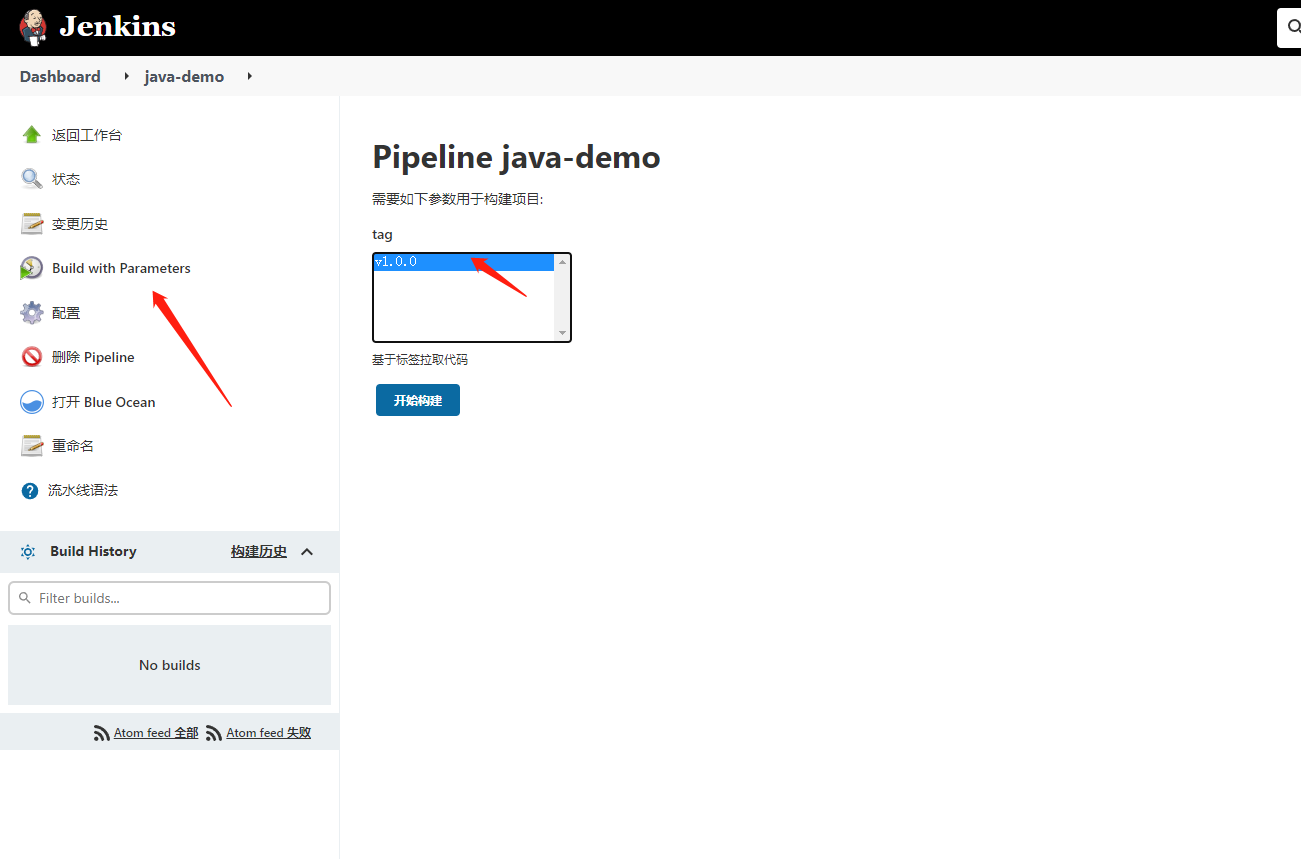 Jenkins
Dashboard java-demo
返回工作台
状态
变更历史
Build with Parameters
配置
删除 Pipeline
打开 Blue Ocean
重命名
流水线语法
Build History 构建历史
Filter builds...
No builds
Atom feed 全部 Atom feed 失败
Pipeline java-demo
需要如下参数用于构建项目:
tag
v1.0.0
基于标签拉取代码
开始构建